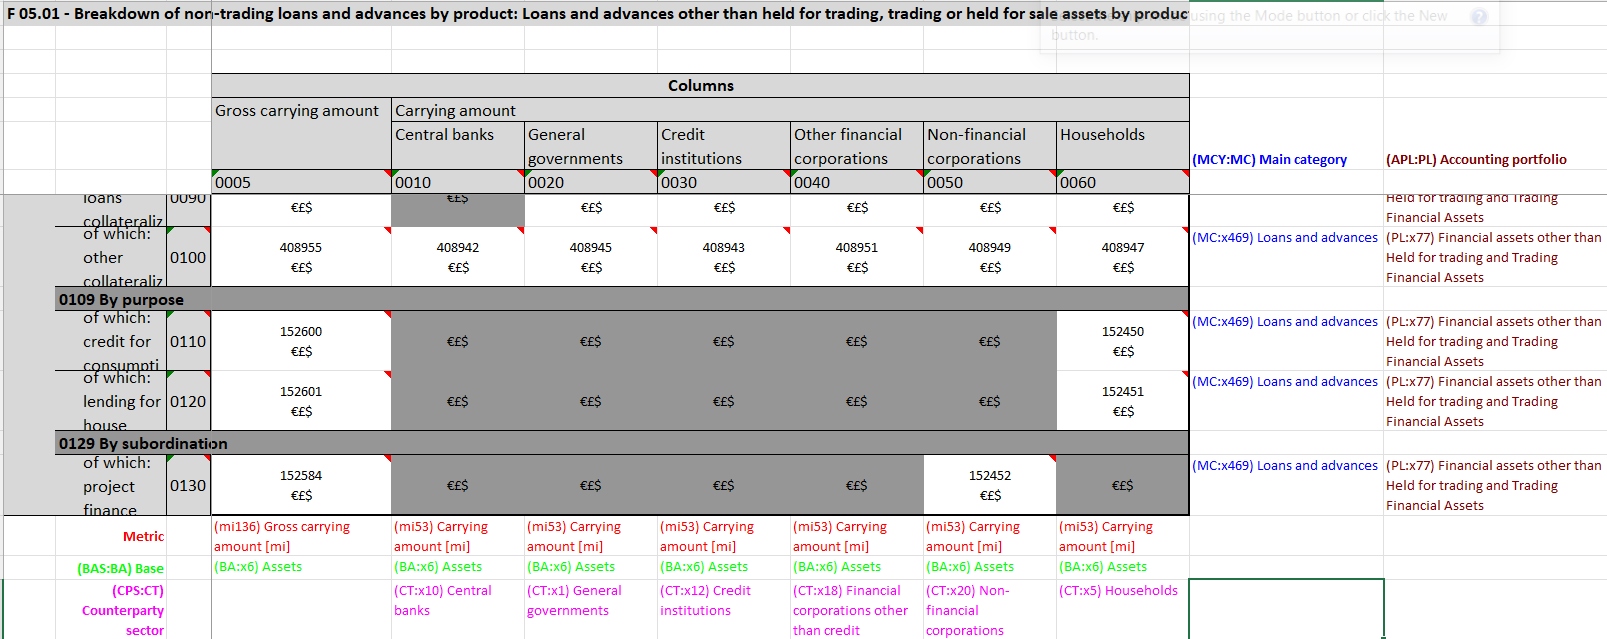 F 05.01 - Breakdown of non-trading loans and advances by product: Loans and advances other than held for trading, trading or held for sale assets by produc
using the Mode button or click the New
button.
Columns
Gross carrying amount Carrying amount
Central banks General governments Credit institutions Other financial corporations Non-financial corporations Households
(MCY:MC) Main category (APL:PL) Accounting portfolio
0005 0010 0020 0030 0040 0050 0060
loans 0090 €£$ Held for trading and Trading
collateraliz €£$ €£$ €£$ €£$ €£$ €£$ Financial Assets
of which: (MC:x469) Loans and advances (PL:x77) Financial assets other than
408955 408942 408945 408943 408951 408949 408947
other 0100 Held for trading and Trading
€£$ €£$ €£$ €£$ €£$ €£$ €£$
collateraliz Financial Assets
0109 By purpose
of which: (MC:x469) Loans and advances (PL:x77) Financial assets other than
152600 152450
credit for 0110 €£$ €£$ €£$ €£$ €£$ Held for trading and Trading
€£$ €£$
consumpti Financial Assets
of which: (MC:x469) Loans and advances (PL:x77) Financial assets other than
152601 152451
lending for 0120 €£$ €£$ €£$ €£$ €£$ Held for trading and Trading
€£$ €£$
house Financial Assets
0129 By subordination
of which: (MC:x469) Loans and advances (PL:x77) Financial assets other than
152584 152452
project 0130 €£$ €£$ €£$ €£$ €£$ Held for trading and Trading
€£$ €£$
finance Financial Assets
Metric (mi136) Gross carrying (mi53) Carrying (mi53) Carrying (mi53) Carrying (mi53) Carrying (mi53) Carrying (mi53) Carrying
amount [mi] amount [mi] amount [mi] amount [mi] amount [mi] amount [mi] amount [mi]
(BAS:BA) Base (BA:x6) Assets (BA:x6) Assets (BA:x6) Assets (BA:x6) Assets (BA:x6) Assets (BA:x6) Assets (BA:x6) Assets
(CPS:CT) (CT:x10) Central (CT:x1) General (CT:x12) Credit (CT:x18) Financial (CT:x20) Non- (CT:x5) Households
Counterparty banks governments institutions corporations other financial
sector than credit corporations